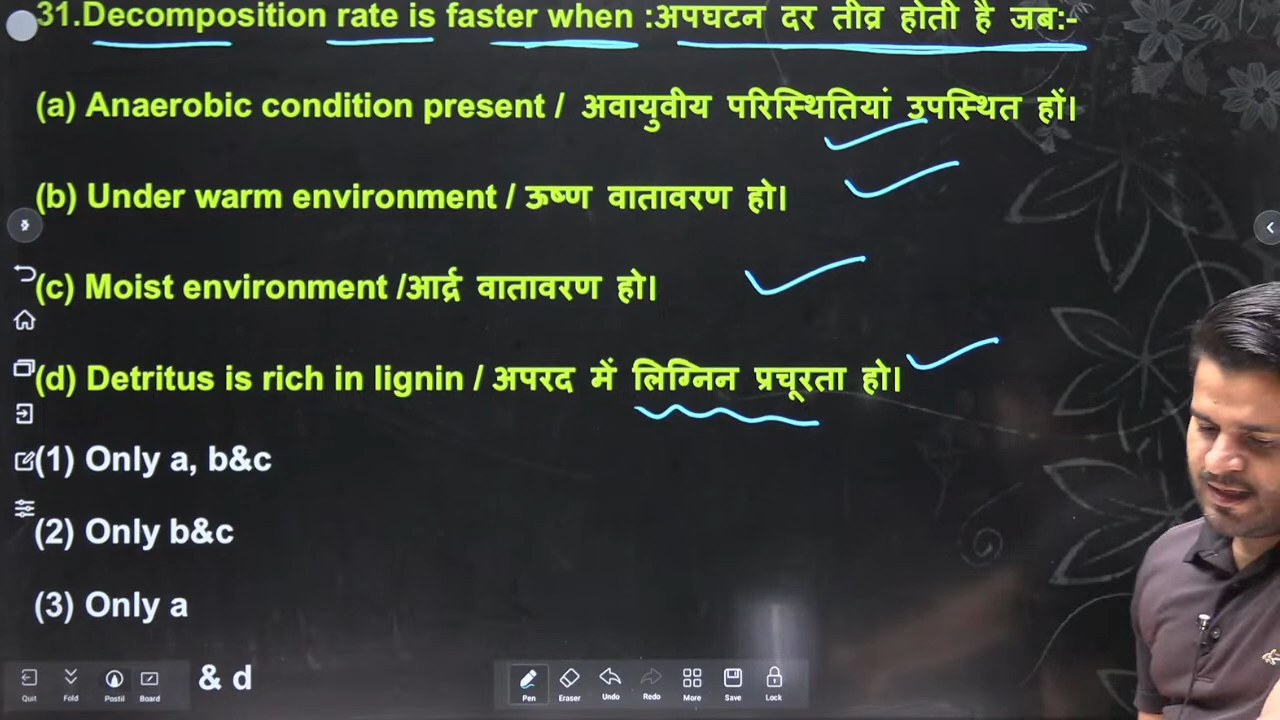 31.Decomposition rate is faster when :अपघटन दर तीव्र होती है जब:-
(a) Anaerobic condition present / अवायुवीय परिस्थितियां उपस्थित हों।
(b) Under warm environment / ऊष्ण वातावरण हो।
(c) Moist environment /आर्द्र वातावरण हो।
(d) Detritus is rich in lignin / अपरद में लिग्निन प्रचूरता हो।
(1) Only a, b&c
(2) Only b&c
(3) Only a
& d
Quit Fold Postil Board Pen Eraser Undo Redo More Save Lock